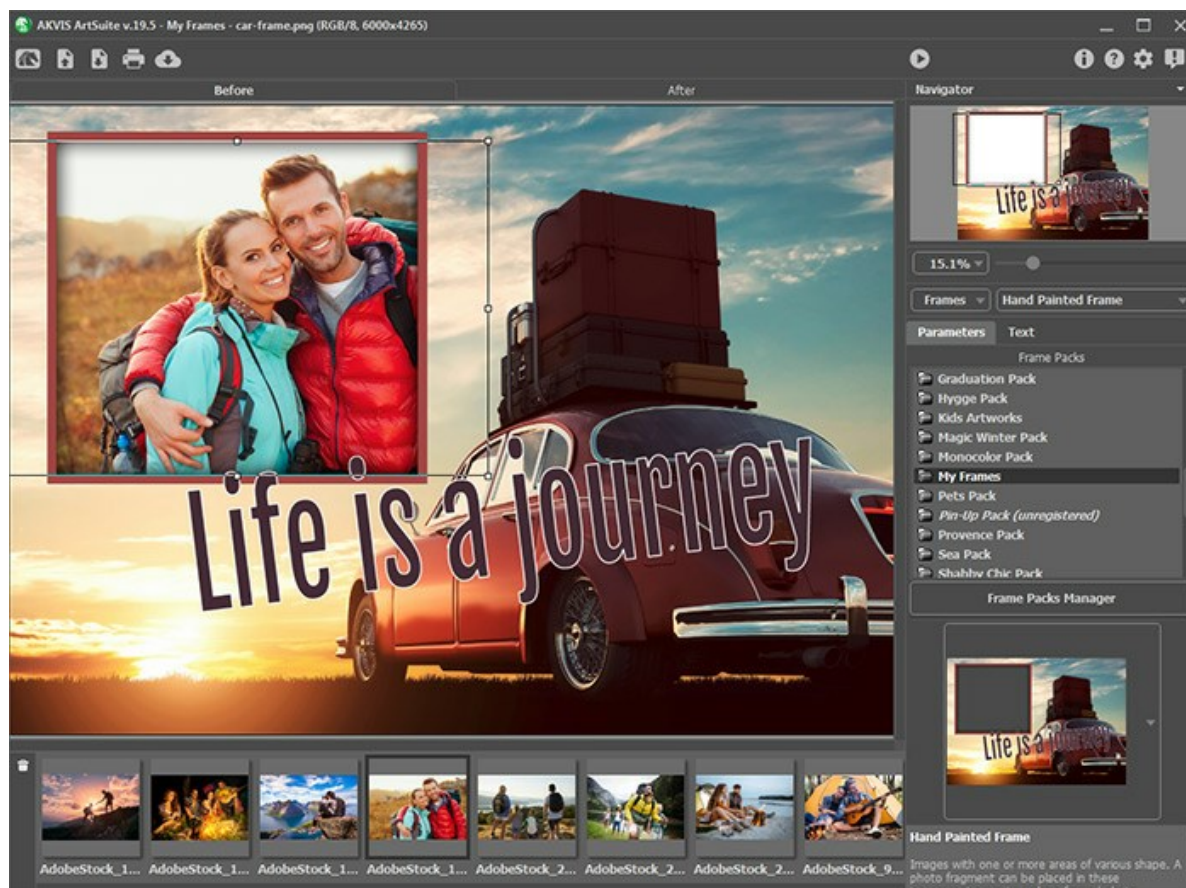 AKVIS ArtSuite v.19.5 - My Frames - car-frame.png (RGB/8, 6000x4265)
Before
After
Navigator
Life is a journey
15.1%
Frames
Hand Painted Frame
Parameters
Text
Frame Packs
Graduation Pack
Hygge Pack
Kids Artworks
Magic Winter Pack
Monocolor Pack
My Frames
Pets Pack
Pin-Up Pack (unregistered)
Provence Pack
Sea Pack
Shabby Chic Pack
Frame Packs Manager
Life is a journey
Life is a journey
AdobeStock_1...
AdobeStock_1...
AdobeStock_1...
AdobeStock_1...
AdobeStock_2...
AdobeStock_2...
AdobeStock_2...
AdobeStock_9...
Hand Painted Frame
Images with one or more areas of various shape. A
photo fragment can be placed in these